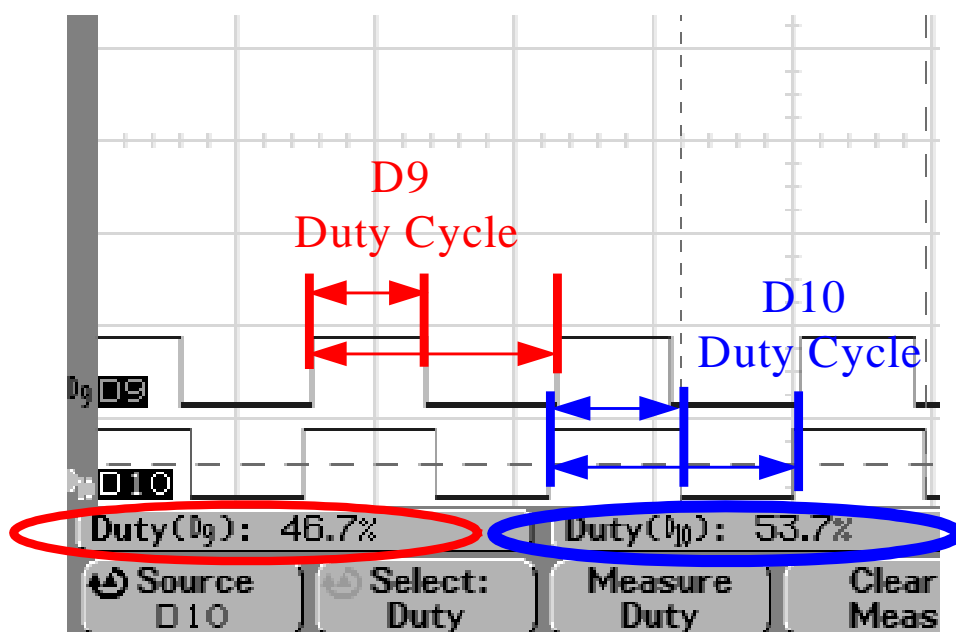 D9
Duty Cycle
D10
Duty Cycle
D9 D9
D10
Duty(D9): 46.7% Duty(D10): 53.7%
Source Select: Measure Clear
D10 Duty Duty Meas